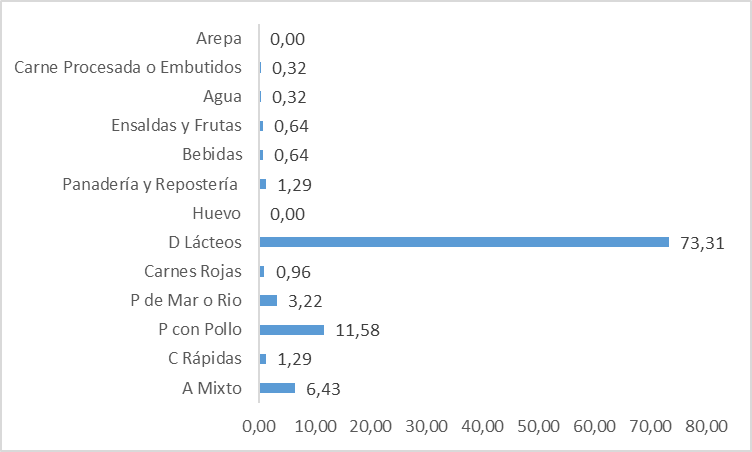 Arepa 0,00
Carne Procesada o Embutidos 0,32
Agua 0,32
Ensaldas y Frutas 0,64
Bebidas 0,64
Panadería y Repostería 1,29
Huevo 0,00
D Lácteos 73,31
Carnes Rojas 0,96
P de Mar o Rio 3,22
P con Pollo 11,58
C Rápidas 1,29
A Mixto 6,43
0,00 10,00 20,00 30,00 40,00 50,00 60,00 70,00 80,00